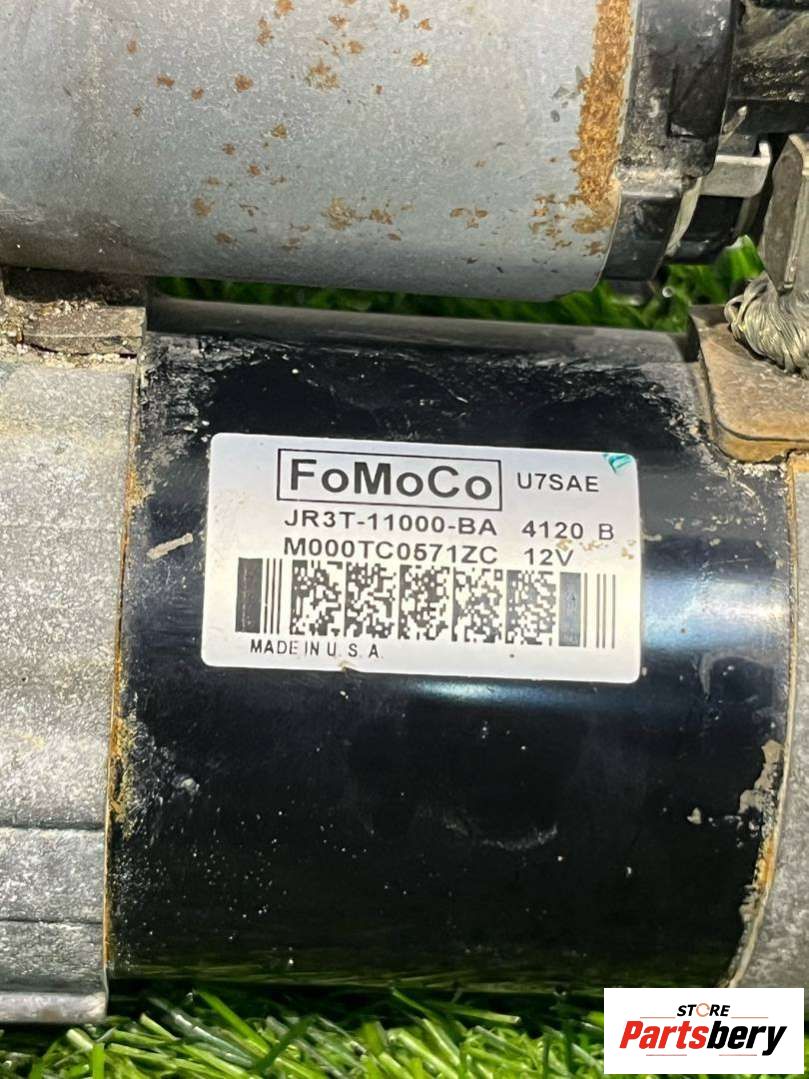 FoMoCo U7SAE
JR3T-11000-BA 4120 B
M000TC0571ZC 12V
MADE IN U.S.A.
STORE
Partsbery